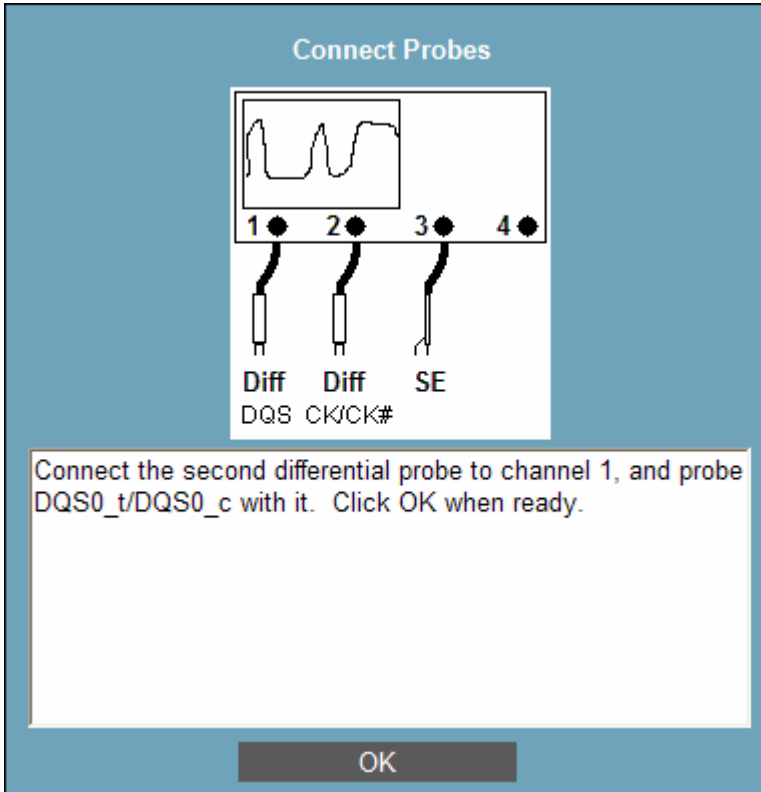 Connect Probes
1 2 3 4
Diff Diff SE
DQS CK/CK#
Connect the second differential probe to channel 1, and probe
DQS0_t/DQS0_c with it.  Click OK when ready.
OK